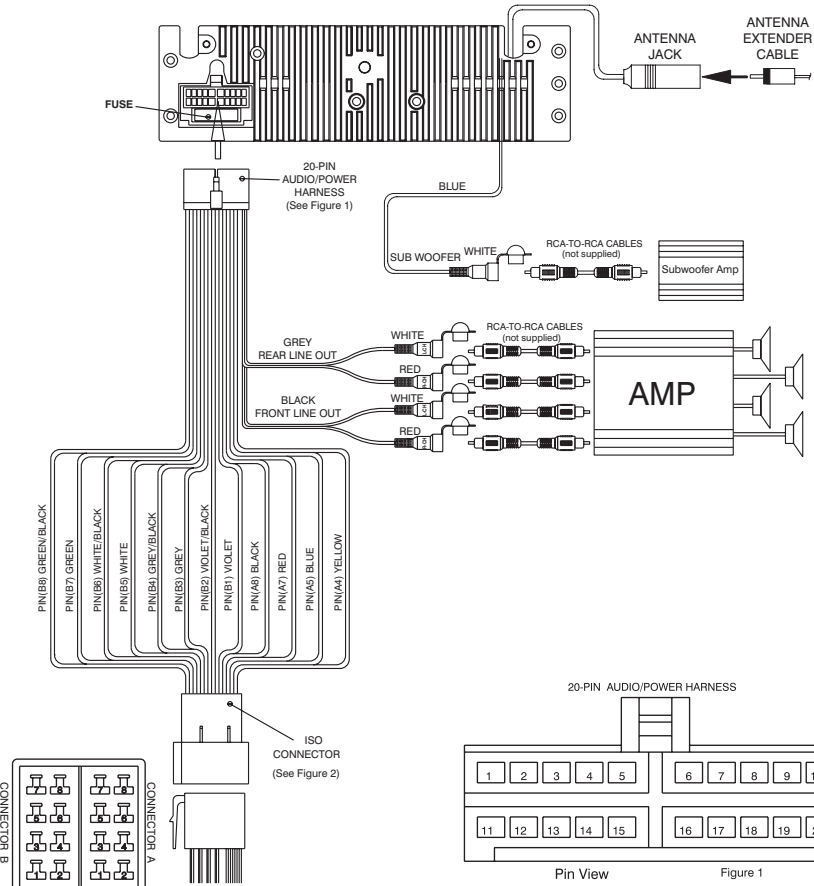 ANTENNA
JACK
ANTENNA
EXTENDER
CABLE
FUSE
20-PIN
AUDIO/POWER
HARNESS
(See Figure 1)
BLUE
SUB WOOFER
WHITE
RCA-TO-RCA CABLES
(not supplied)
Subwoofer Amp
GREY
REAR LINE OUT
WHITE
L-CH
RED
R-CH
RCA-TO-RCA CABLES
(not supplied)
BLACK
FRONT LINE OUT
WHITE
L-CH
RED
R-CH
AMP
PIN(B8) GREEN/BLACK
PIN(B7) GREEN
PIN(B6) WHITE/BLACK
PIN(B5) WHITE
PIN(B4) GREY/BLACK
PIN(B3) GREY
PIN(B2) VIOLET/BLACK
PIN(B1) VIOLET
PIN(A8) BLACK
PIN(A7) RED
PIN(A5) BLUE
PIN(A4) YELLOW
ISO
CONNECTOR
(See Figure 2)
CONNECTOR B
7 8 7 8
5 6 5 6
3 4 3 4
1 2 1 2
CONNECTOR A
20-PIN AUDIO/POWER HARNESS
1 2 3 4 5 6 7 8 9
11 12 13 14 15 16 17 18 19
Pin View
Figure 1